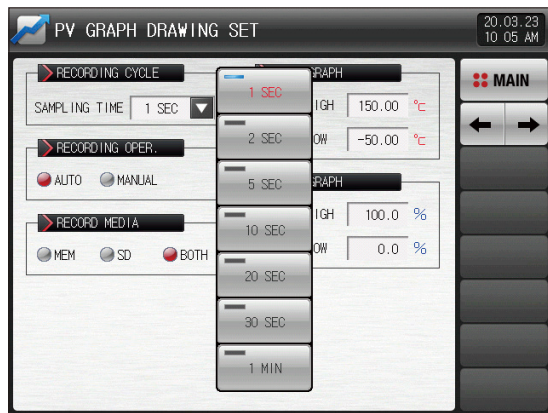 PV GRAPH DRAWING SET
20.03.23
10 05 AM
RECORDING CYCLE
SAMPLING TIME 1 SEC
RECORDING OPER.
AUTO MANUAL
RECORD MEDIA
MEM SD BOTH
1 SEC
2 SEC
5 SEC
10 SEC
20 SEC
30 SEC
1 MIN
RAPH
IGH 150.00 °C
OW -50.00 °C
RAPH
IGH 100.0 %
OW 0.0 %
MAIN